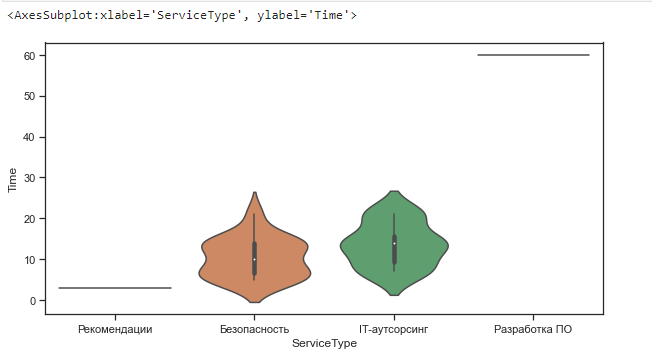 <AxesSubplot:xlabel='ServiceType', ylabel='Time'>
60
50
40
30
20
10
0
Time
Рекомендации Безопасность IT-аутсорсинг Разработка ПО
ServiceType